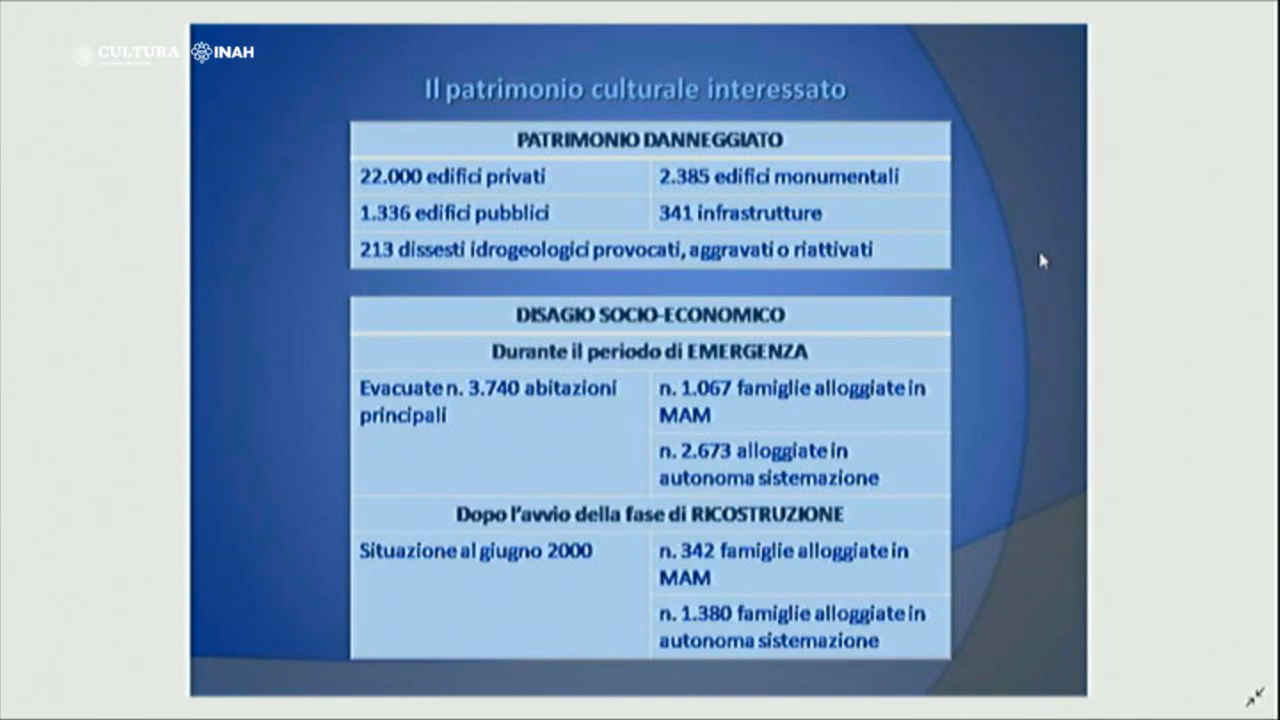 CULTURA INAH
Il patrimonio culturale interessato
PATRIMONIO DANNEGGIATO
22.000 edifici privati 2.385 edifici monumentali
1.336 edifici pubblici 341 infrastrutture
213 dissesti idrogeologici provocati, aggravati o riattivati
DISAGIO SOCIO-ECONOMICO
Durante il periodo di EMERGENZA
Evacuate n. 3.740 abitazioni
principali
n. 1.067 famiglie alloggiate in
MAM
n. 2.673 alloggiate in
autonoma sistemazione
Dopo l'avvio della fase di RICOSTRUZIONE
Situazione al giugno 2000
n. 342 famiglie alloggiate in
MAM
n. 1.380 famiglie alloggiate in
autonoma sistemazione